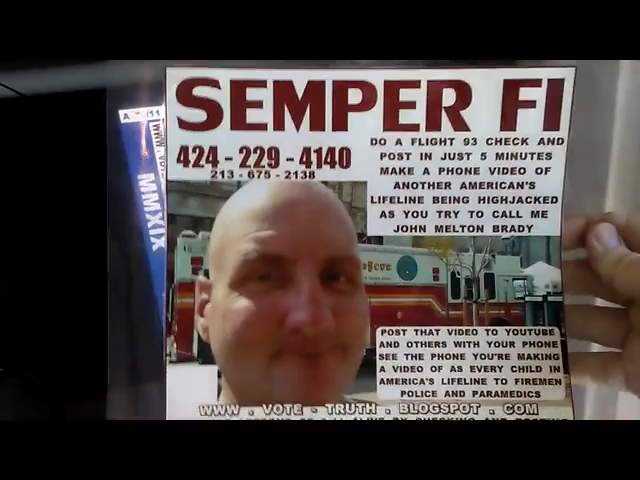 SEMPER FI
424 - 229 - 4140
213 - 675 - 2138
DO A FLIGHT 93 CHECK AND
POST IN JUST 5 MINUTES
MAKE A PHONE VIDEO OF
ANOTHER AMERICAN'S
LIFELINE BEING HIGHJACKED
AS YOU TRY TO CALL ME
JOHN MELTON BRADY
MMXIX
POST THAT VIDEO TO YOUTUBE
AND OTHERS WITH YOUR PHONE
SEE THE PHONE YOU'RE MAKING
A VIDEO OF AS EVERY CHILD IN
AMERICA'S LIFELINE TO FIREMEN
POLICE AND PARAMEDICS
WWW . VOTE - TRUTH . BLOGSPOT . COM